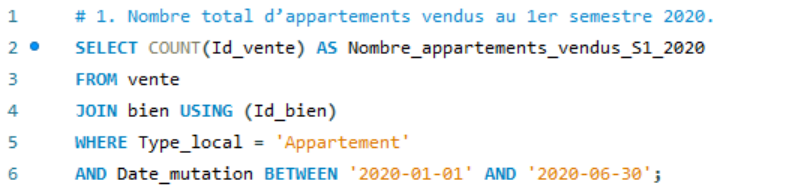 1 # 1. Nombre total d’appartements vendus au 1er semestre 2020.
2 SELECT COUNT(Id_vente) AS Nombre_appartements_vendus_S1_2020
3 FROM vente
4 JOIN bien USING (Id_bien)
5 WHERE Type_local = 'Appartement'
6 AND Date_mutation BETWEEN '2020-01-01' AND '2020-06-30';